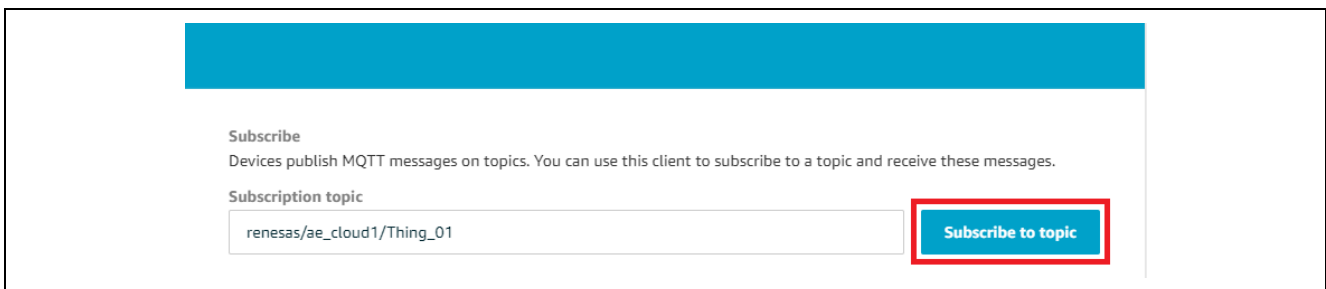 Subscribe
Devices publish MQTT messages on topics. You can use this client to subscribe to a topic and receive these messages.
Subscription topic
renesas/ae_cloud1/Thing_01
Subscribe to topic